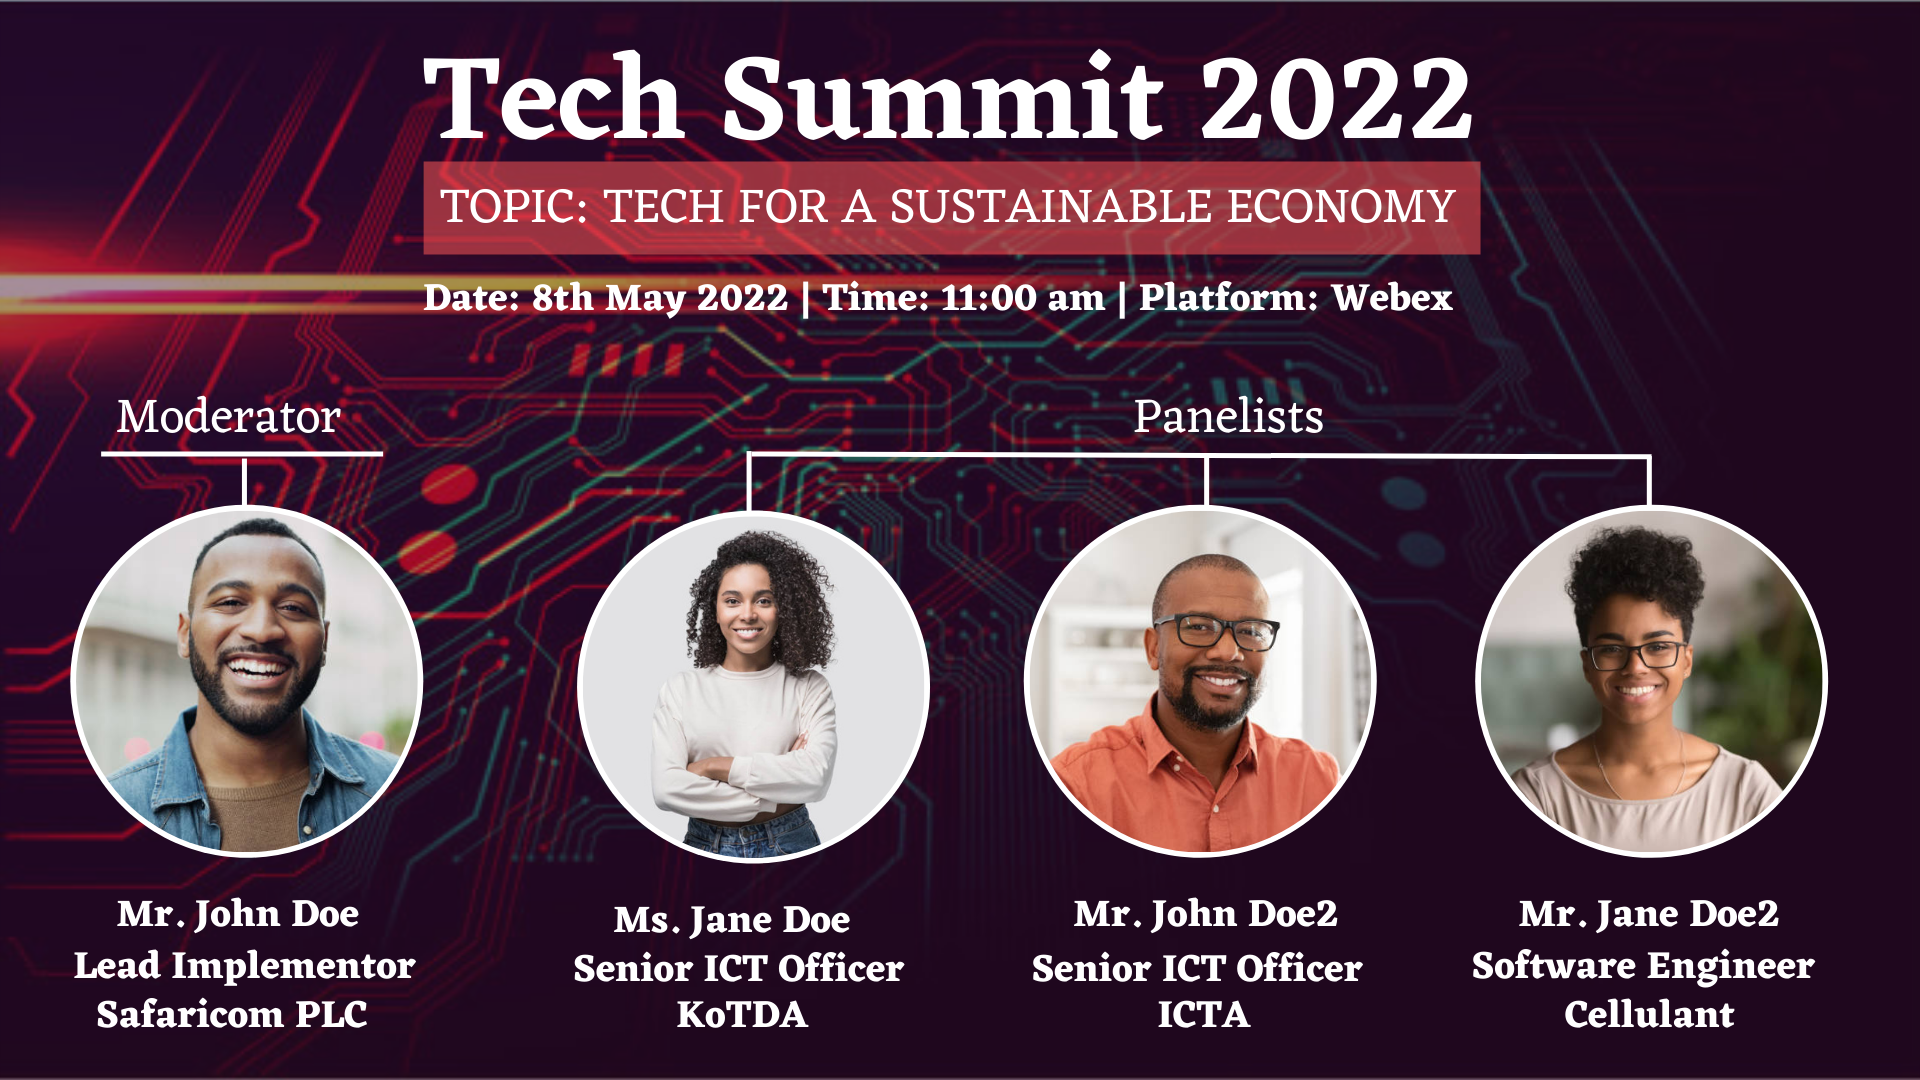 Tech Summit 2022
TOPIC: TECH FOR A SUSTAINABLE ECONOMY
Date: 8th May 2022 | Time: 11:00 am | Platform: Webex
Moderator
Panelists
Mr. John Doe
Lead Implementor
Safaricom PLC
Ms. Jane Doe
Senior ICT Officer
KoTDA
Mr. John Doe2
Senior ICT Officer
ICTA
Mr. Jane Doe2
Software Engineer
Cellulant